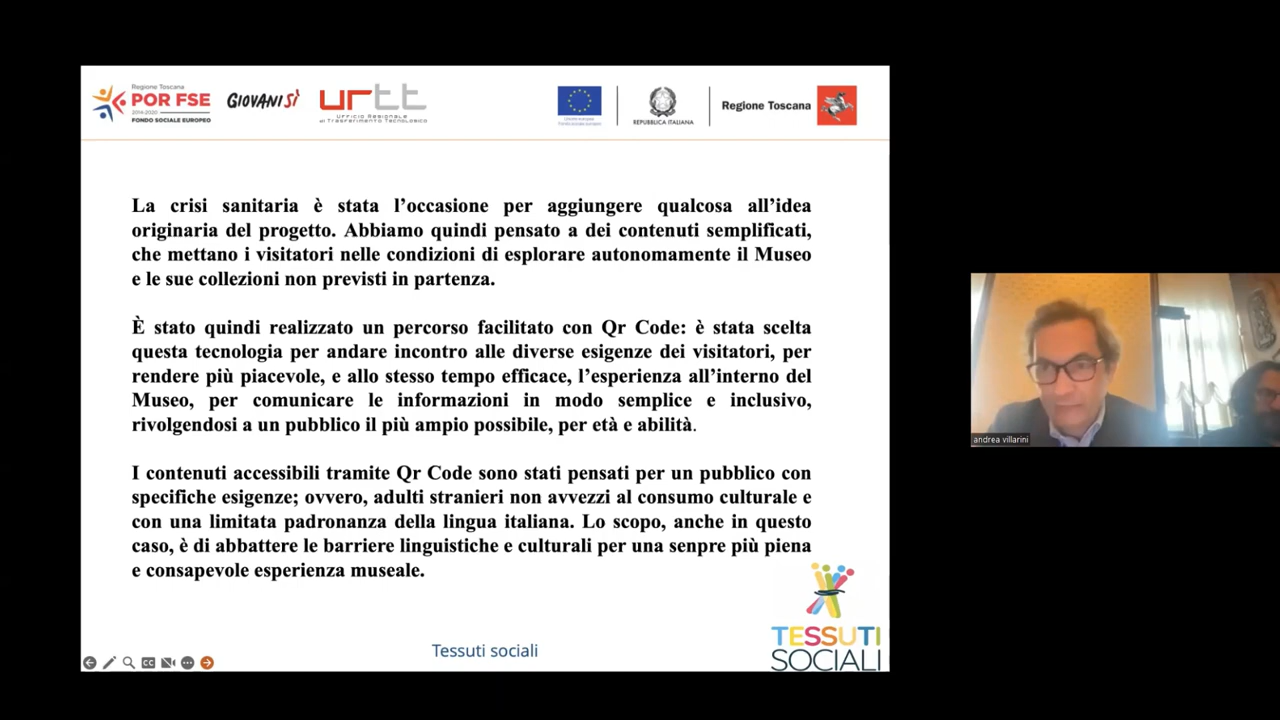 Regione Toscana
POR FSE
2014-2020
FONDO SOCIALE EUROPEO
GIOVANISÌ
urtt
Ufficio Regionale
di Trasferimento Tecnologico
Unione europea
Fondo sociale europeo
REPUBBLICA ITALIANA
Regione Toscana
La crisi sanitaria è stata l’occasione per aggiungere qualcosa all’idea
originaria del progetto. Abbiamo quindi pensato a dei contenuti semplificati,
che mettano i visitatori nelle condizioni di esplorare autonomamente il Museo
e le sue collezioni non previsti in partenza.
È stato quindi realizzato un percorso facilitato con Qr Code: è stata scelta
questa tecnologia per andare incontro alle diverse esigenze dei visitatori, per
rendere più piacevole, e allo stesso tempo efficace, l’esperienza all’interno del
Museo, per comunicare le informazioni in modo semplice e inclusivo,
rivolgendosi a un pubblico il più ampio possibile, per età e abilità.
I contenuti accessibili tramite Qr Code sono stati pensati per un pubblico con
specifiche esigenze; ovvero, adulti stranieri non avvezzi al consumo culturale e
con una limitata padronanza della lingua italiana. Lo scopo, anche in questo
caso, è di abbattere le barriere linguistiche e culturali per una senpre più piena
e consapevole esperienza museale.
Tessuti sociali
TESSUTI
SOCIALI
CC
andrea villarini